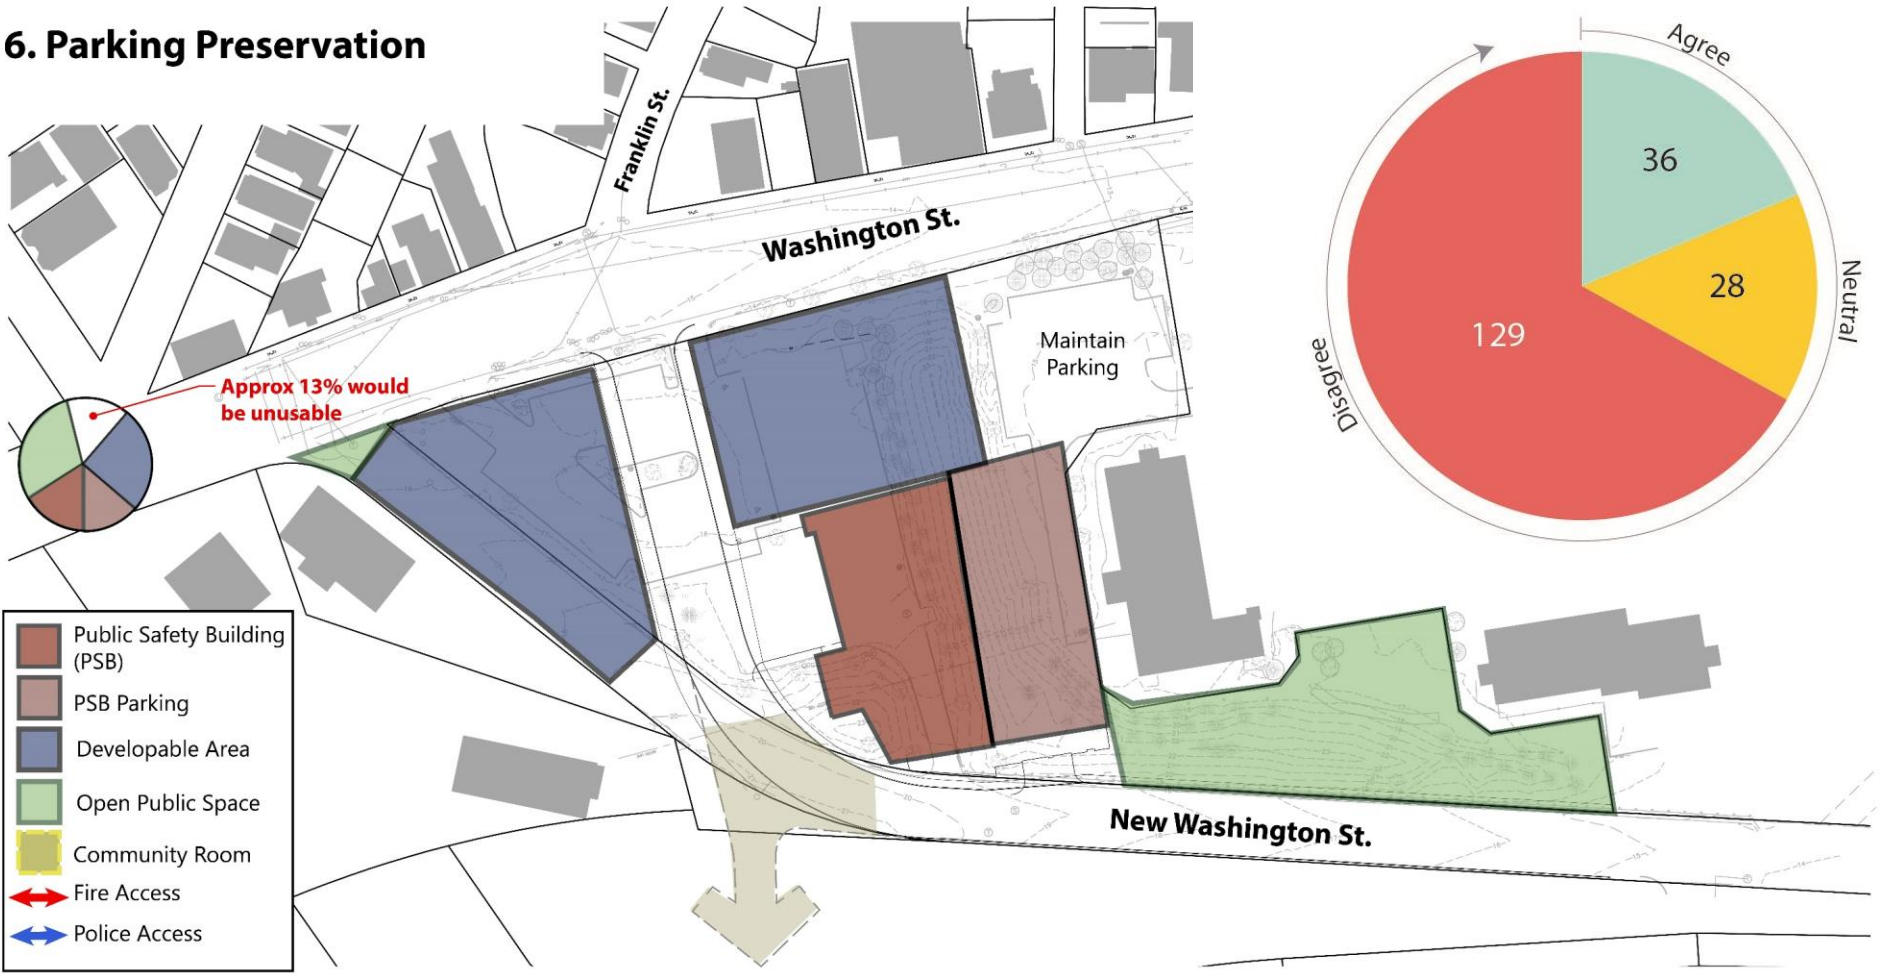 6. Parking Preservation
Agree
36
Franklin St.
Washington St.
28
Neutral
129
Disagree
Maintain
Parking
Approx 13% would
be unusable
Public Safety Building
(PSB)
PSB Parking
Developable Area
Open Public Space
Community Room
Fire Access
Police Access
New Washington St.